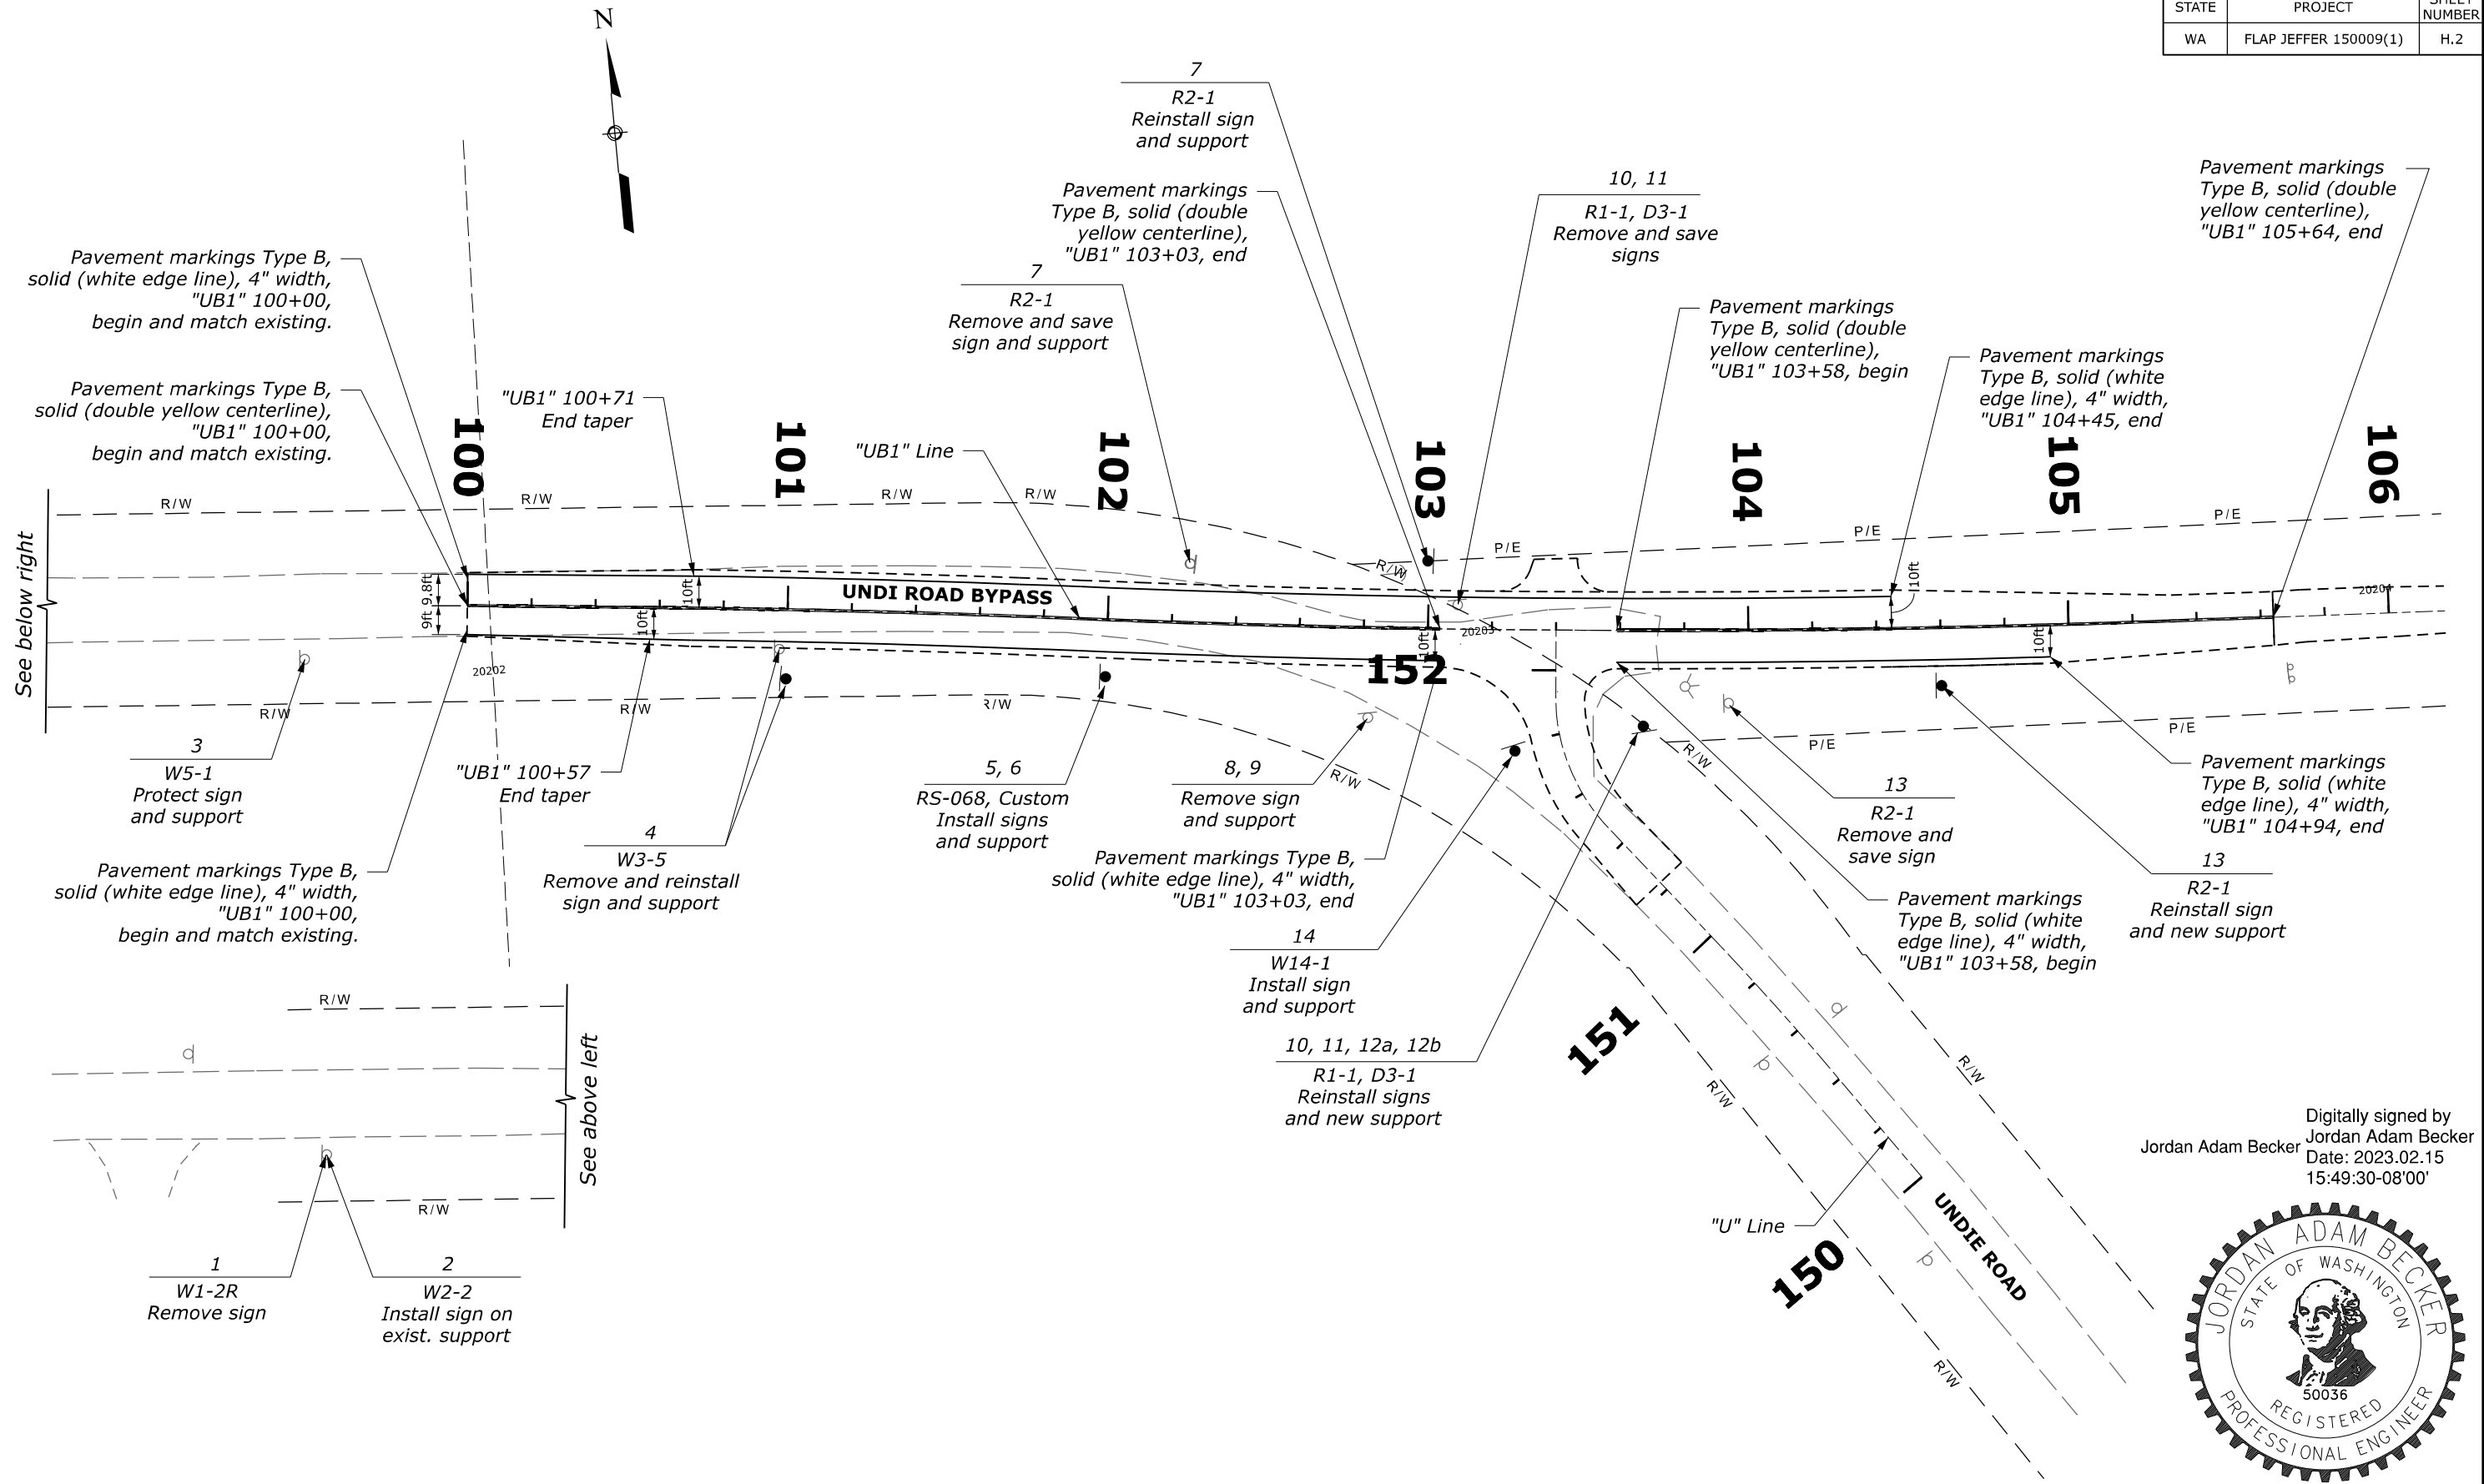 STATE
PROJECT
SHEET
NUMBER
WA
FLAP JEFFER 150009(1)
H.2
N
7
R2-1
Reinstall sign
and support
Pavement markings
Type B, solid (double
yellow centerline),
"UB1" 103+03, end
7
R2-1
Remove and save
sign and support
10, 11
R1-1, D3-1
Remove and save
signs
Pavement markings
Type B, solid (double
yellow centerline),
"UB1" 105+64, end
Pavement markings Type B,
solid (white edge line), 4" width,
"UB1" 100+00,
begin and match existing.
Pavement markings Type B,
solid (double yellow centerline),
"UB1" 100+00,
begin and match existing.
"UB1" 100+71
End taper
"UB1" Line
Pavement markings
Type B, solid (double
yellow centerline),
"UB1" 103+58, begin
Pavement markings
Type B, solid (white
edge line), 4" width,
"UB1" 104+45, end
100
101
102
103
104
105
106
R/W
R/W
R/W
R/W
R/W
P/E
P/E
P/E
See below right
9.8ft
9ft
10ft
10ft
10ft
10ft
10ft
UNDI ROAD BYPASS
20202
20203
20204
152
R/W
R/W
R/W
R/W
R/W
P/E
P/E
3
W5-1
Protect sign
and support
"UB1" 100+57
End taper
4
W3-5
Remove and reinstall
sign and support
5, 6
RS-068, Custom
Install signs
and support
8, 9
Remove sign
and support
Pavement markings Type B,
solid (white edge line), 4" width,
"UB1" 103+03, end
13
R2-1
Remove and
save sign
Pavement markings
Type B, solid (white
edge line), 4" width,
"UB1" 104+94, end
13
R2-1
Reinstall sign
and new support
Pavement markings
Type B, solid (white
edge line), 4" width,
"UB1" 103+58, begin
Pavement markings Type B,
solid (white edge line), 4" width,
"UB1" 100+00,
begin and match existing.
14
W14-1
Install sign
and support
10, 11, 12a, 12b
R1-1, D3-1
Reinstall signs
and new support
151
150
R/W
R/W
R/W
"U" Line
UNDIE ROAD
R/W
R/W
See above left
1
W1-2R
Remove sign
2
W2-2
Install sign on
exist. support
Jordan Adam Becker
Digitally signed by
Jordan Adam Becker
Date: 2023.02.15
15:49:30-08'00'
JORDAN ADAM BECKER
STATE OF WASHINGTON
50036
REGISTERED
PROFESSIONAL ENGINEER